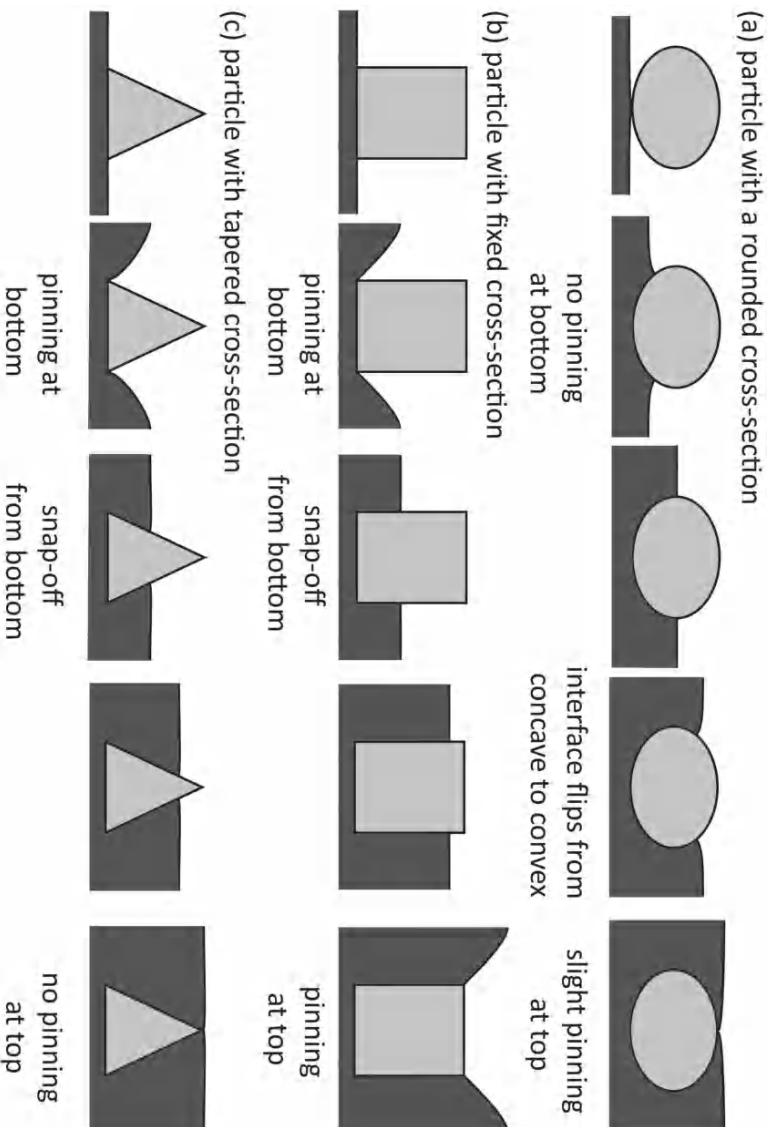 (a) particle with a rounded cross-section
no pinning
at bottom
interface flips from
concave to convex
slight pinning
at top
(b) particle with fixed cross-section
pinning at
bottom
snap-off
from bottom
pinning
at top
(c) particle with tapered cross-section
pinning at
bottom
snap-off
from bottom
no pinning
at top